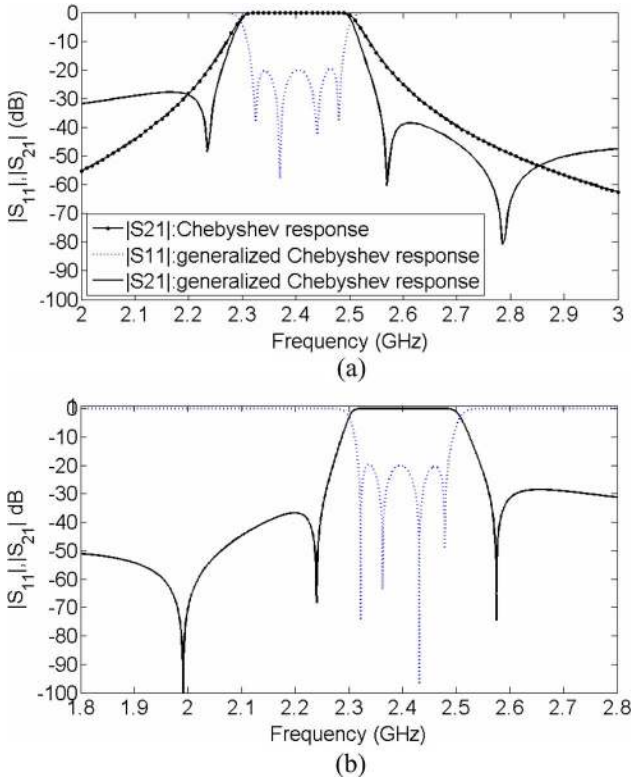 0
-10
-20
-30
-40
-50
-60
-70
-80
-90
-100
|S11|,|S21| (dB)
|S21|:Chebyshev response
|S11|:generalized Chebyshev response
|S21|:generalized Chebyshev response
2 2.1 2.2 2.3 2.4 2.5 2.6 2.7 2.8 2.9 3
Frequency (GHz)
(a)
0
-10
-20
-30
-40
-50
-60
-70
-80
-90
-100
|S11|,|S21| dB
1.8 1.9 2 2.1 2.2 2.3 2.4 2.5 2.6 2.7 2.8
Frequency (GHz)
(b)